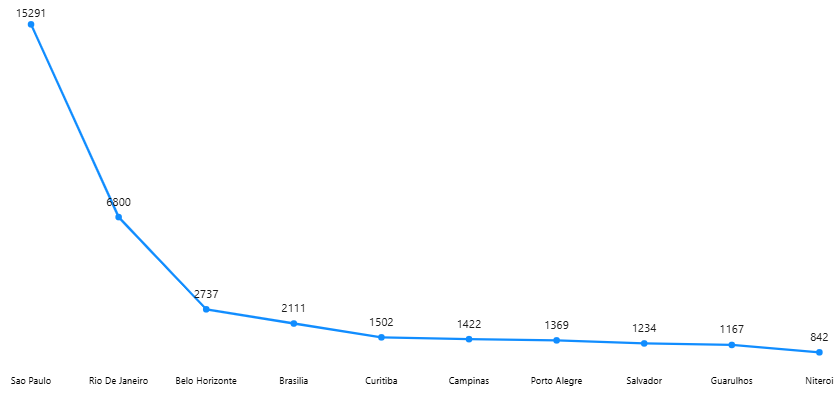 15291
6800
2737
2111
1502
1422
1369
1234
1167
842
Sao Paulo
Rio De Janeiro
Belo Horizonte
Brasilia
Curitiba
Campinas
Porto Alegre
Salvador
Guarulhos
Niteroi